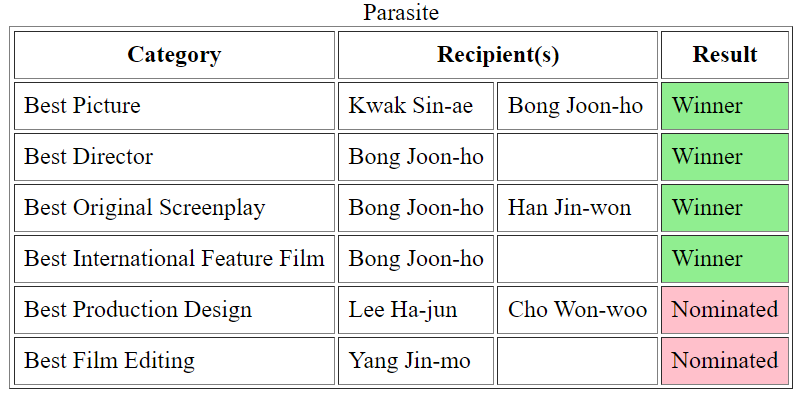 Parasite
Category Recipient(s) Result
Best Picture Kwak Sin-ae Bong Joon-ho Winner
Best Director Bong Joon-ho Winner
Best Original Screenplay Bong Joon-ho Han Jin-won Winner
Best International Feature Film Bong Joon-ho Winner
Best Production Design Lee Ha-jun Cho Won-woo Nominated
Best Film Editing Yang Jin-mo Nominated